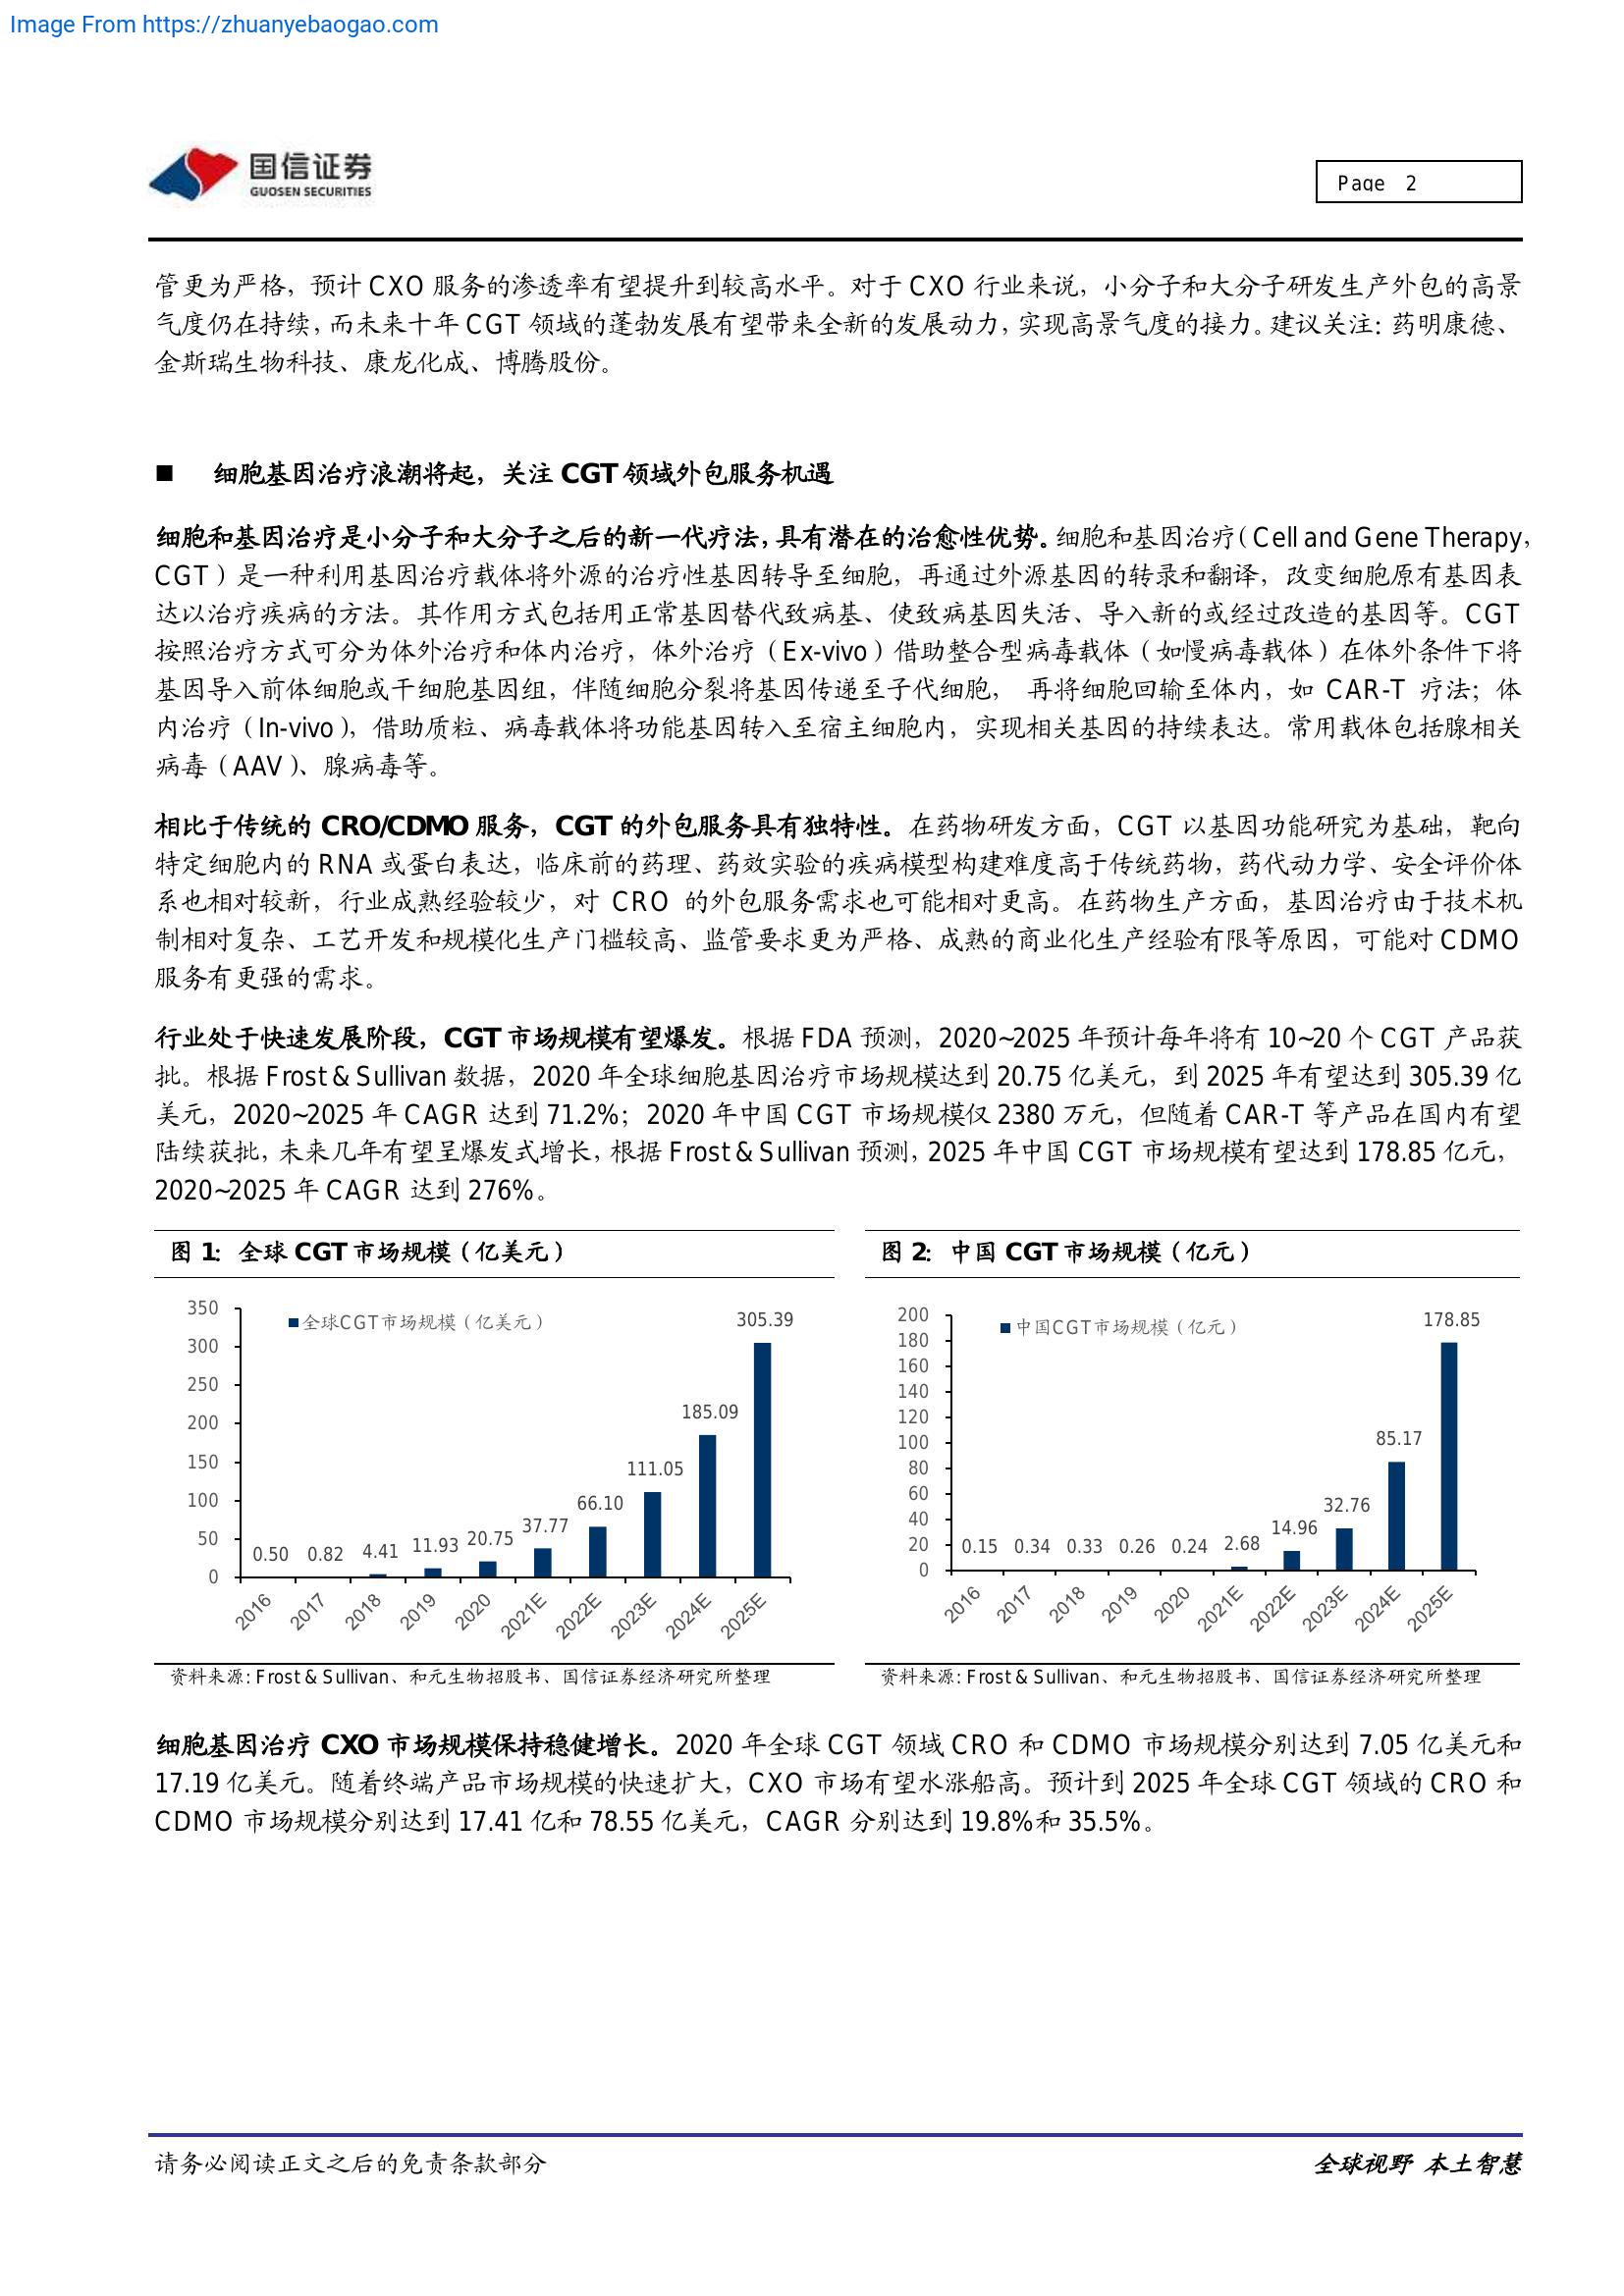 Image From https://zhuanyebaogao.com
国信证券
GUOSEN SECURITIES
Page 2
管更为严格，预计 CXO 服务的渗透率有望提升到较高水平。对于 CXO 行业来说，小分子和大分子研发生产外包的高景
气度仍在持续，而未来十年 CGT 领域的蓬勃发展有望带来全新的发展动力，实现高景气度的接力。建议关注：药明康德、
金斯瑞生物科技、康龙化成、博腾股份。
■ 细胞基因治疗浪潮将起，关注 CGT 领域外包服务机遇
细胞和基因治疗是小分子和大分子之后的新一代疗法，具有潜在的治愈性优势。细胞和基因治疗（Cell and Gene Therapy，
CGT）是一种利用基因治疗载体将外源的治疗性基因转导至细胞，再通过外源基因的转录和翻译，改变细胞原有基因表
达以治疗疾病的方法。其作用方式包括用正常基因替代致病基、使致病基因失活、导入新的或经过改造的基因等。CGT
按照治疗方式可分为体外治疗和体内治疗，体外治疗（Ex-vivo）借助整合型病毒载体（如慢病毒载体）在体外条件下将
基因导入前体细胞或干细胞基因组，伴随细胞分裂将基因传递至子代细胞， 再将细胞回输至体内，如 CAR-T 疗法；体
内治疗（In-vivo），借助质粒、病毒载体将功能基因转入至宿主细胞内，实现相关基因的持续表达。常用载体包括腺相关
病毒（AAV）、腺病毒等。
相比于传统的 CRO/CDMO 服务，CGT 的外包服务具有独特性。在药物研发方面，CGT 以基因功能研究为基础，靶向
特定细胞内的 RNA 或蛋白表达，临床前的药理、药效实验的疾病模型构建难度高于传统药物，药代动力学、安全评价体
系也相对较新，行业成熟经验较少，对 CRO 的外包服务需求也可能相对更高。在药物生产方面，基因治疗由于技术机
制相对复杂、工艺开发和规模化生产门槛较高、监管要求更为严格、成熟的商业化生产经验有限等原因，可能对 CDMO
服务有更强的需求。
行业处于快速发展阶段，CGT 市场规模有望爆发。根据 FDA 预测，2020~2025 年预计每年将有 10~20 个 CGT 产品获
批。根据 Frost & Sullivan 数据，2020 年全球细胞基因治疗市场规模达到 20.75 亿美元，到 2025 年有望达到 305.39 亿
美元，2020~2025 年 CAGR 达到 71.2%；2020 年中国 CGT 市场规模仅 2380 万元，但随着 CAR-T 等产品在国内有望
陆续获批，未来几年有望呈爆发式增长，根据 Frost & Sullivan 预测，2025 年中国 CGT 市场规模有望达到 178.85 亿元，
2020~2025 年 CAGR 达到 276%。
图 1：全球 CGT 市场规模（亿美元）
350
300
250
200
150
100
50
0
全球CGT市场规模（亿美元）
0.50 0.82 4.41 11.93 20.75 37.77 66.10 111.05 185.09 305.39
2016 2017 2018 2019 2020 2021E 2022E 2023E 2024E 2025E
资料来源：Frost & Sullivan、和元生物招股书、国信证券经济研究所整理
图 2：中国 CGT 市场规模（亿元）
200
180
160
140
120
100
80
60
40
20
0
中国CGT市场规模（亿元）
0.15 0.34 0.33 0.26 0.24 2.68 14.96 32.76 85.17 178.85
2016 2017 2018 2019 2020 2021E 2022E 2023E 2024E 2025E
资料来源：Frost & Sullivan、和元生物招股书、国信证券经济研究所整理
细胞基因治疗 CXO 市场规模保持稳健增长。2020 年全球 CGT 领域 CRO 和 CDMO 市场规模分别达到 7.05 亿美元和
17.19 亿美元。随着终端产品市场规模的快速扩大，CXO 市场有望水涨船高。预计到 2025 年全球 CGT 领域的 CRO 和
CDMO 市场规模分别达到 17.41 亿和 78.55 亿美元，CAGR 分别达到 19.8%和 35.5%。
请务必阅读正文之后的免责条款部分
全球视野 本土智慧